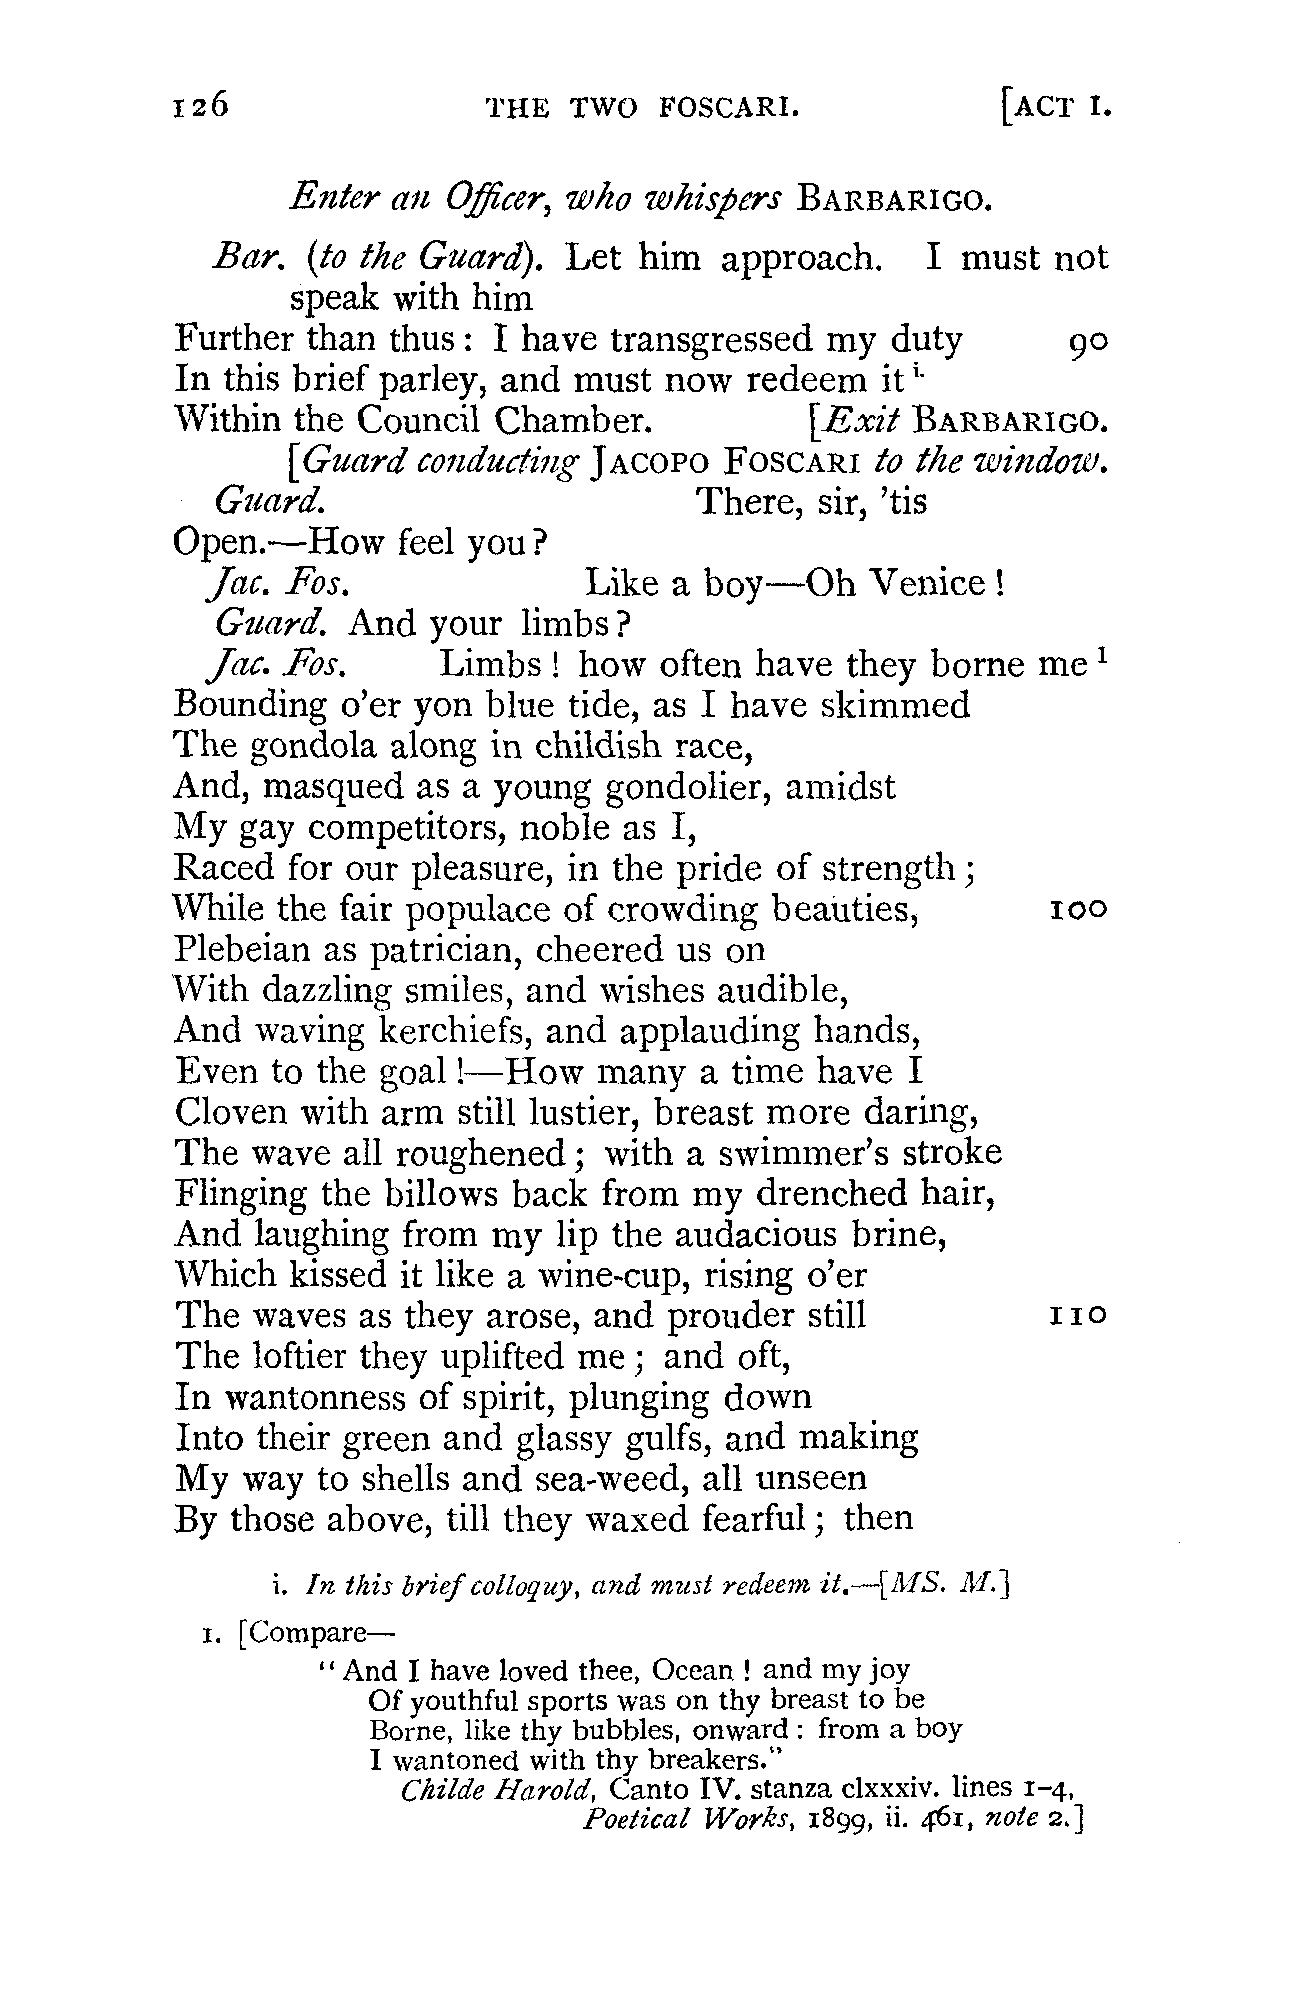 126 THE TWO FOSCARI. [ACT I.
Enter an Officer, who whispers BARBARIGO.
Bar. (to the Guard). Let him approach. I must not
speak with him
Further than thus: I have transgressed my duty 90
In this brief parley, and must now redeem it i.
Within the Council Chamber. [Exit BARBARIGO.
[Guard conducting JACOPO FOSCARI to the window.
Guard. There, sir, 'tis
Open.—How feel you?
Jac. Fos. Like a boy—Oh Venice!
Guard. And your limbs?
Jac. Fos. Limbs! how often have they borne me 1
Bounding o'er yon blue tide, as I have skimmed
The gondola along in childish race,
And, masqued as a young gondolier, amidst
My gay competitors, noble as I,
Raced for our pleasure, in the pride of strength;
While the fair populace of crowding beauties, 100
Plebeian as patrician, cheered us on
With dazzling smiles, and wishes audible,
And waving kerchiefs, and applauding hands,
Even to the goal!—How many a time have I
Cloven with arm still lustier, breast more daring,
The wave all roughened; with a swimmer's stroke
Flinging the billows back from my drenched hair,
And laughing from my lip the audacious brine,
Which kissed it like a wine-cup, rising o'er
The waves as they arose, and prouder still 110
The loftier they uplifted me; and oft,
In wantonness of spirit, plunging down
Into their green and glassy gulfs, and making
My way to shells and sea-weed, all unseen
By those above, till they waxed fearful; then
i. In this brief colloquy, and must redeem it.—[MS. M.]
1. [Compare—
"And I have loved thee, Ocean! and my joy
Of youthful sports was on thy breast to be
Borne, like thy bubbles, onward: from a boy
I wantoned with thy breakers."
Childe Harold, Canto IV. stanza clxxxiv. lines 1-4,
Poetical Works, 1899, ii. 461, note 2.]